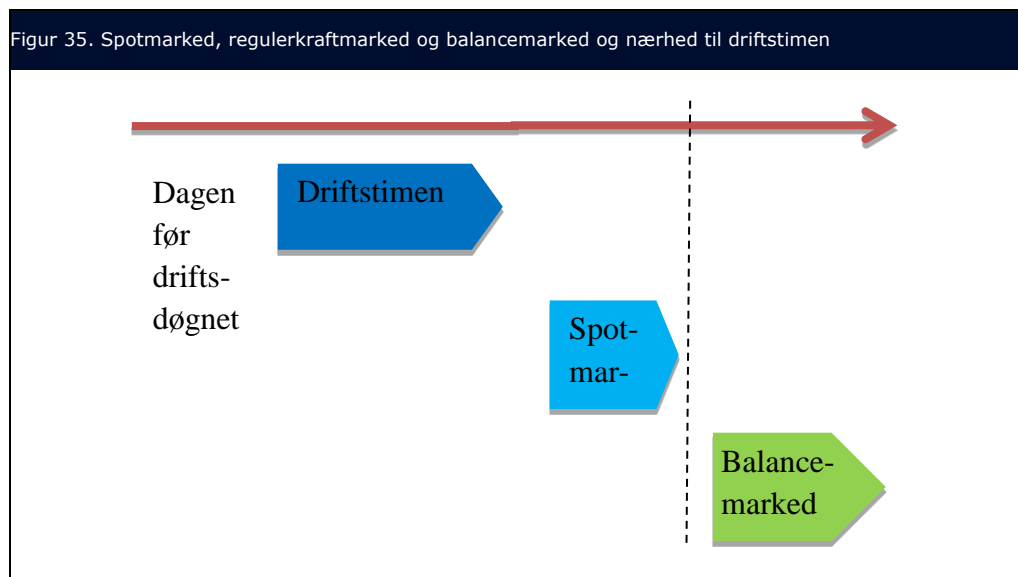 Figur 35. Spotmarked, regulerkraftmarked og balancemarked og nærhed til driftstimen
Dagen
før
drifts-
døgnet
Driftstimen
Spot-
mar-
Balance-
marked